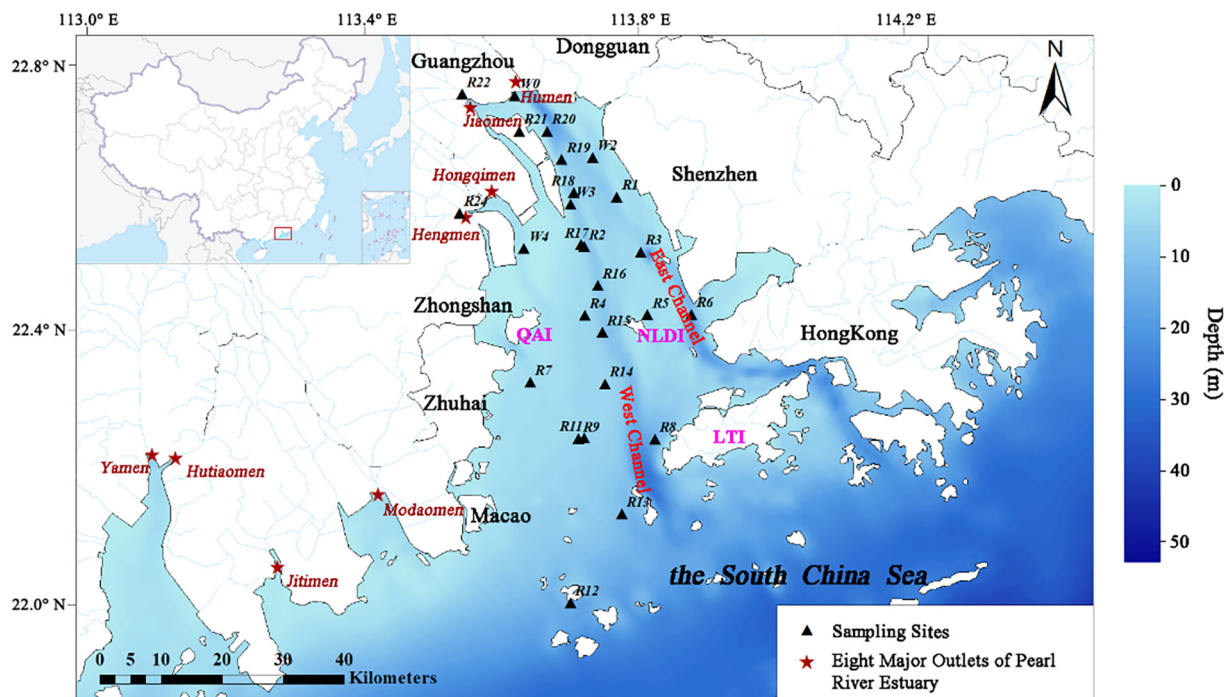 113.0° E
113.4°
113.8°
114.2°
22.8°
22.4° N
22.0°
Dongguan
Guangzhou
N
R22
W0
Humen
Jiaomen
R21
R20
R19
W2
Hongqimen
R18
W3
R1
Shenzhen
R24
Hengmen
W4
R17
R2
R3
R16
East Channel
Zhongshan
R4
R5
R6
R15
QAI
NLDI
HongKong
R7
R14
Zhuhai
West Channel
R11
R9
R8
LTI
Yamen
Hutiaomen
Modaomen
Macao
R13
Jitimen
the South China Sea
R12
0
10
20
30
40
50
Depth (m)
0 5 10 20 30 40
Kilometers
Sampling Sites
Eight Major Outlets of Pearl
River Estuary